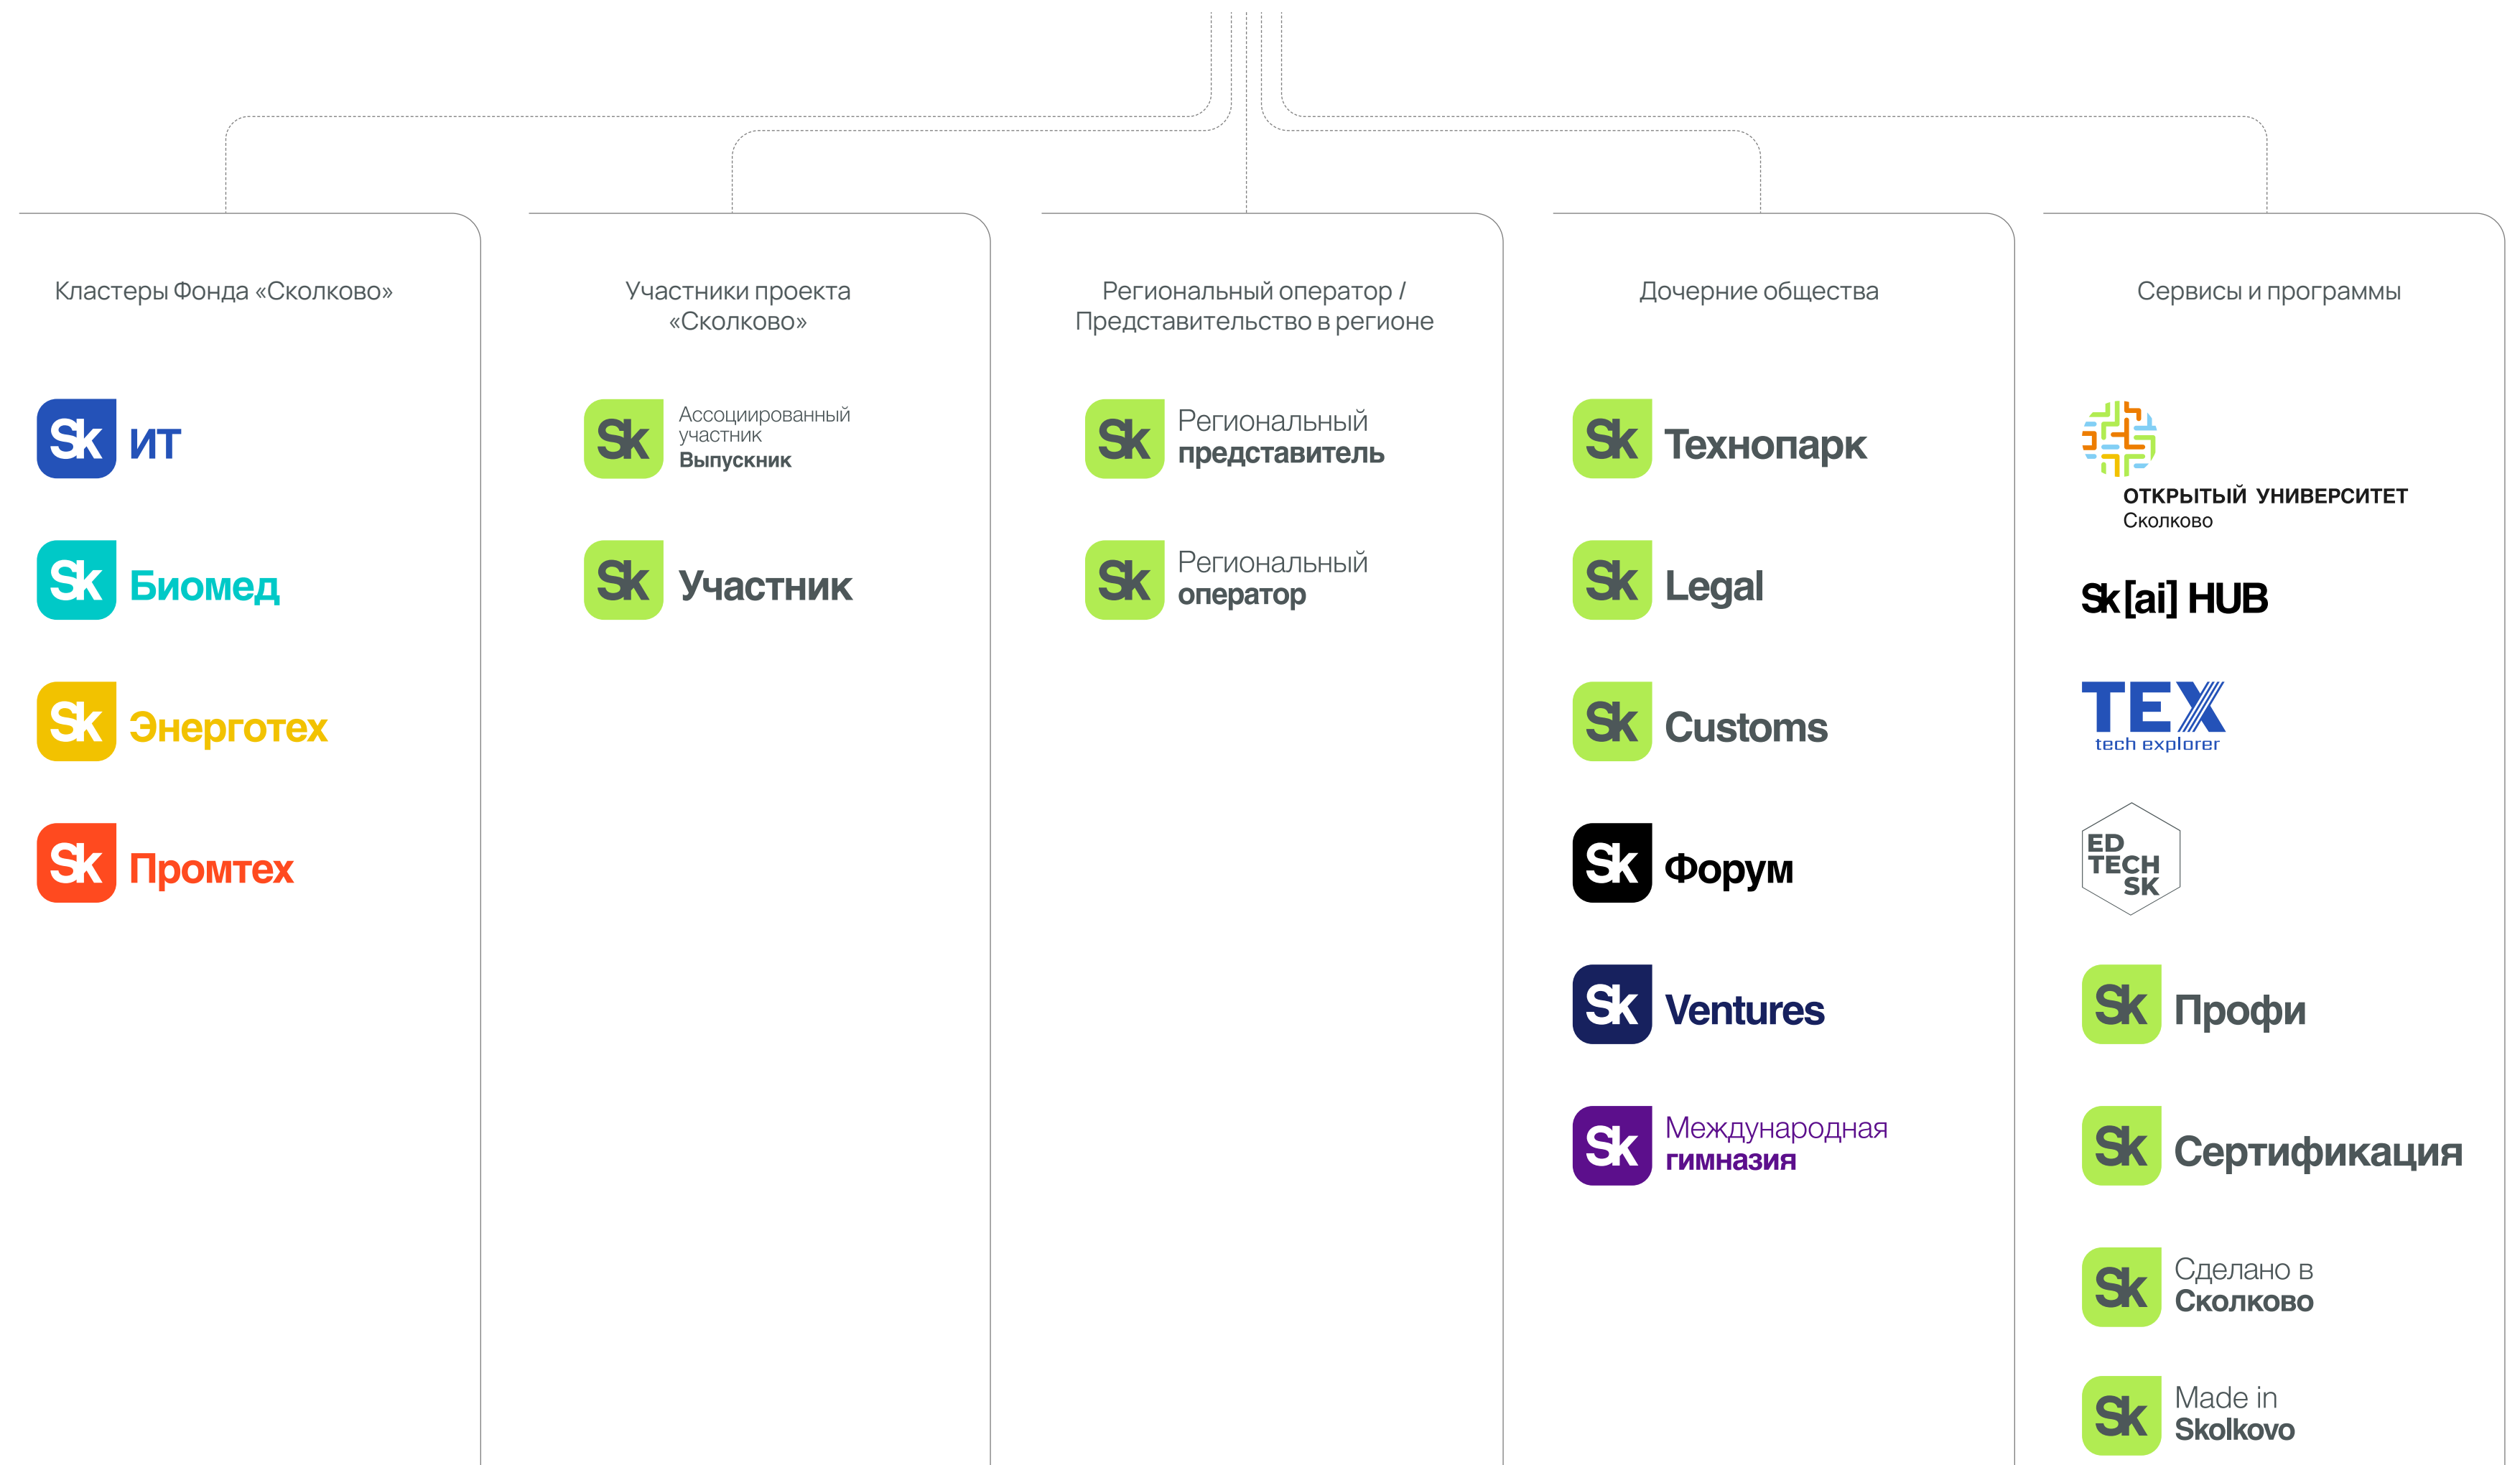 Кластеры Фонда «Сколково»
Sk ИТ
Sk Биомед
Sk Энерготех
Sk Промтех
Участники проекта
«Сколково»
Sk
Ассоциированный
участник
Выпускник
Sk Участник
Региональный оператор /
Представительство в регионе
Sk
Региональный
представитель
Sk
Региональный
оператор
Дочерние общества
Sk Технопарк
Sk Legal
Sk Customs
Sk Форум
Sk Ventures
Sk
Международная
гимназия
Сервисы и программы
ОТКРЫТЫЙ УНИВЕРСИТЕТ
Сколково
Sk [ai] HUB
TEX
tech explorer
ED
TECH
SK
Sk Профи
Sk Сертификация
Sk
Сделано в
Сколково
Sk
Made in
Skolkovo